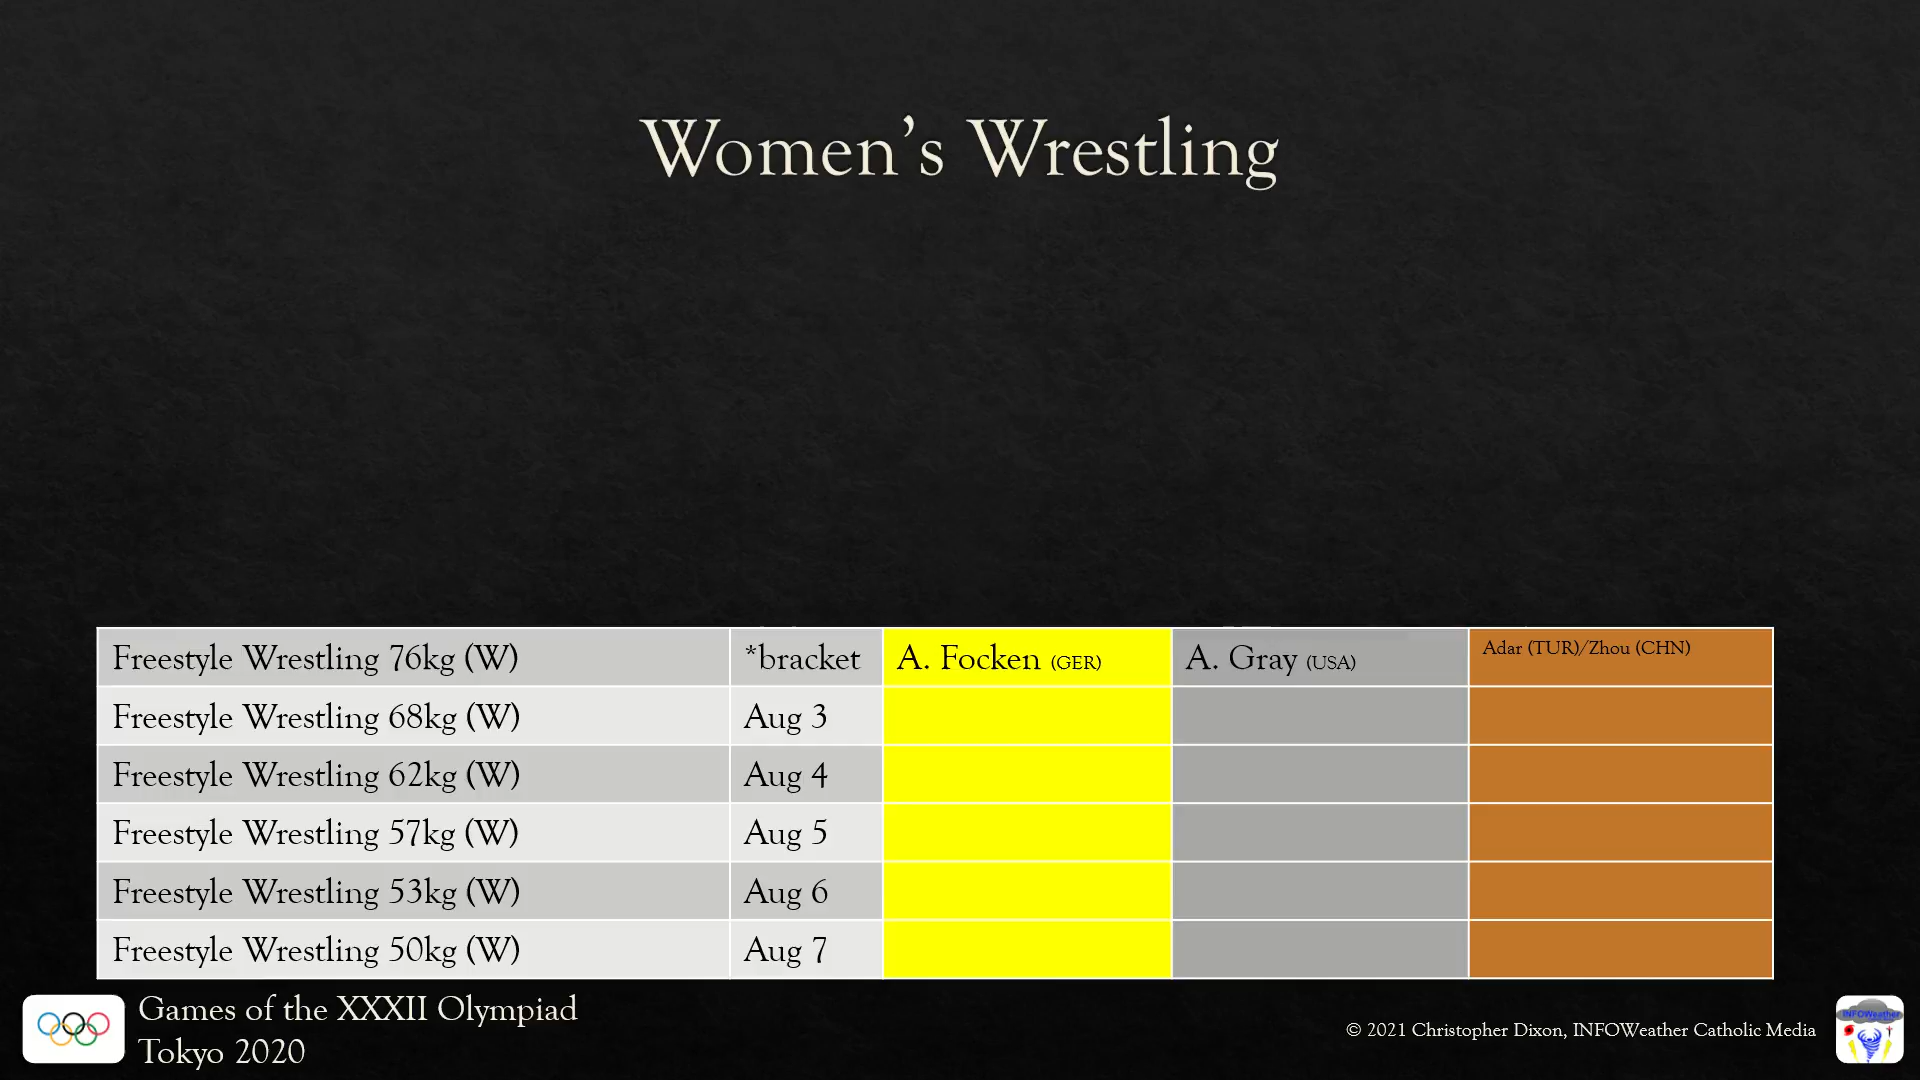 Women’s Wrestling
Freestyle Wrestling 76kg (W) *bracket A. Focken (GER) A. Gray (USA) Adar (TUR)/Zhou (CHN)
Freestyle Wrestling 68kg (W) Aug 3
Freestyle Wrestling 62kg (W) Aug 4
Freestyle Wrestling 57kg (W) Aug 5
Freestyle Wrestling 53kg (W) Aug 6
Freestyle Wrestling 50kg (W) Aug 7
Games of the XXXII Olympiad
Tokyo 2020
© 2021 Christopher Dixon, INFOWeather Catholic Media
INFOWeather